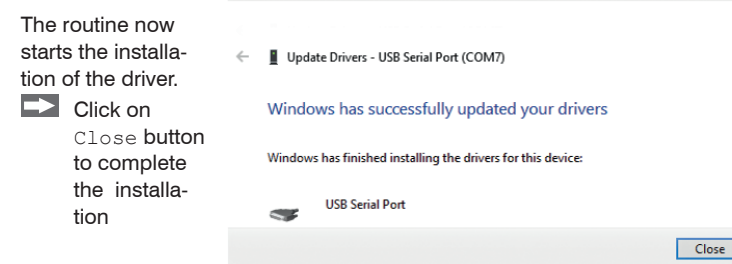 The routine now
starts the installa-
tion of the driver.
Click on
Close button
to complete
the installa-
tion
Update Drivers - USB Serial Port (COM7)
Windows has successfully updated your drivers
Windows has finished installing the drivers for this device:
USB Serial Port
Close